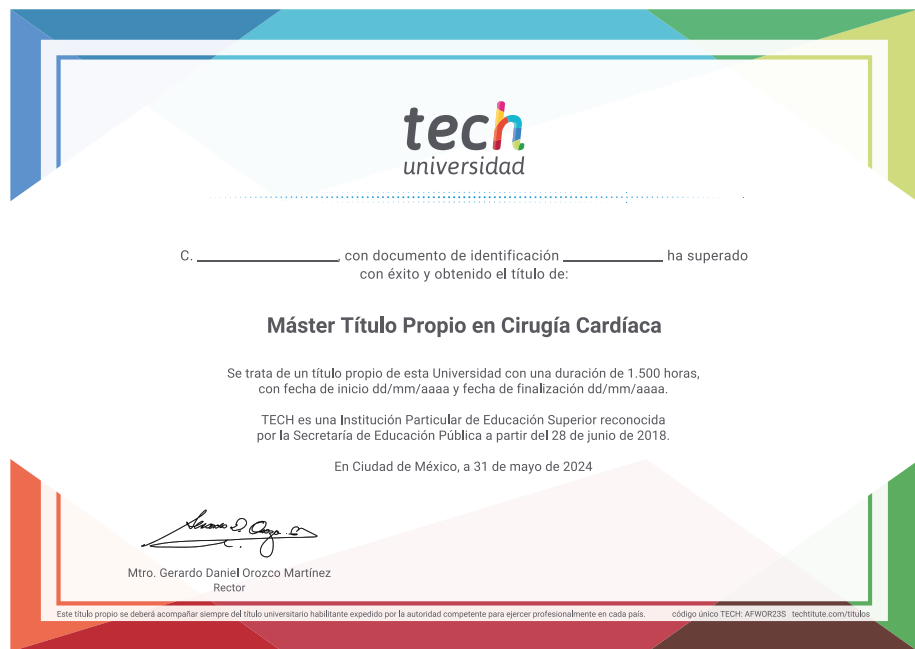 tech
universidad
C. ____________, con documento de identificación ____________ ha superado
con éxito y obtenido el título de:
Máster Título Propio en Cirugía Cardíaca
Se trata de un título propio de esta Universidad con una duración de 1.500 horas,
con fecha de inicio dd/mm/aaaa y fecha de finalización dd/mm/aaaa.
TECH es una Institución Particular de Educación Superior reconocida
por la Secretaría de Educación Pública a partir del 28 de junio de 2018.
En Ciudad de México, a 31 de mayo de 2024
Mtro. Gerardo Daniel Orozco Martínez
Rector
Este título propio se deberá acompañar siempre del título universitario habilitante expedido por la autoridad competente para ejercer profesionalmente en cada país. código único TECH: AFWOR23S techtitute.com/titulos